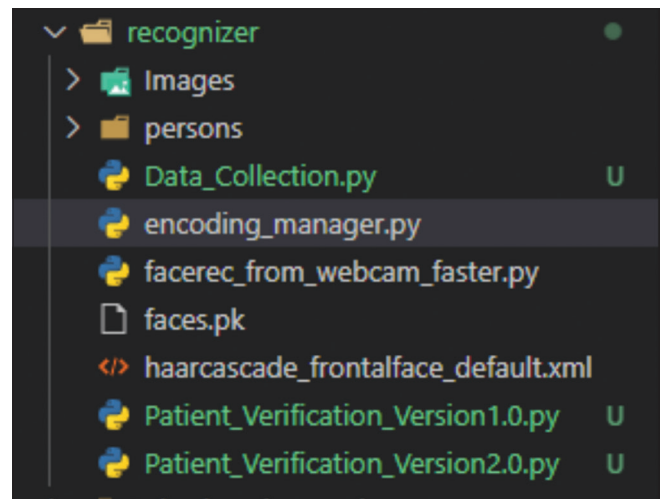 recognizer
Images
persons
Data_Collection.py U
encoding_manager.py
facerec_from_webcam_faster.py
faces.pk
haarcascade_frontalface_default.xml
Patient_Verification_Version1.0.py U
Patient_Verification_Version2.0.py U